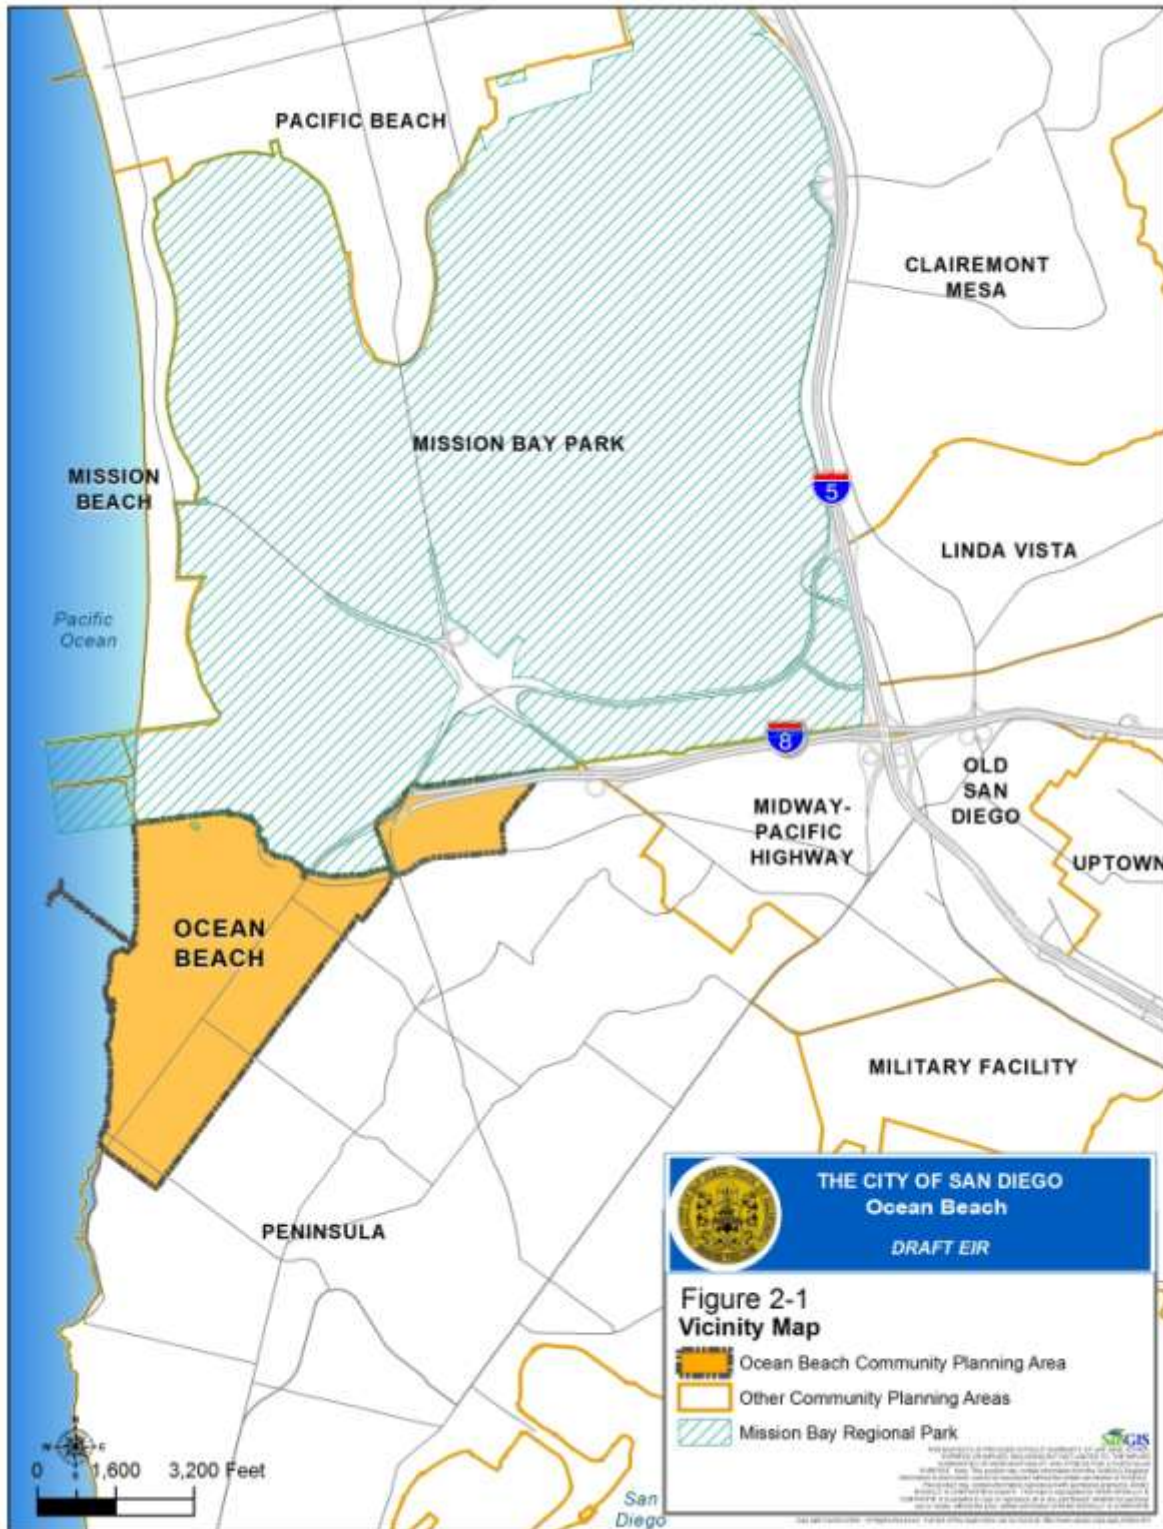 PACIFIC BEACH
CLAIREMONT
MESA
MISSION BAY PARK
MISSION
BEACH
5
LINDA VISTA
Pacific
Ocean
8
OLD
SAN
DIEGO
MIDWAY-
PACIFIC
HIGHWAY
UPTOWN
OCEAN
BEACH
MILITARY FACILITY
PENINSULA
THE CITY OF SAN DIEGO
Ocean Beach
DRAFT EIR
Figure 2-1
Vicinity Map
Ocean Beach Community Planning Area
Other Community Planning Areas
Mission Bay Regional Park
SanGIS
N
W E
0 1,600 3,200 Feet
San
Diego